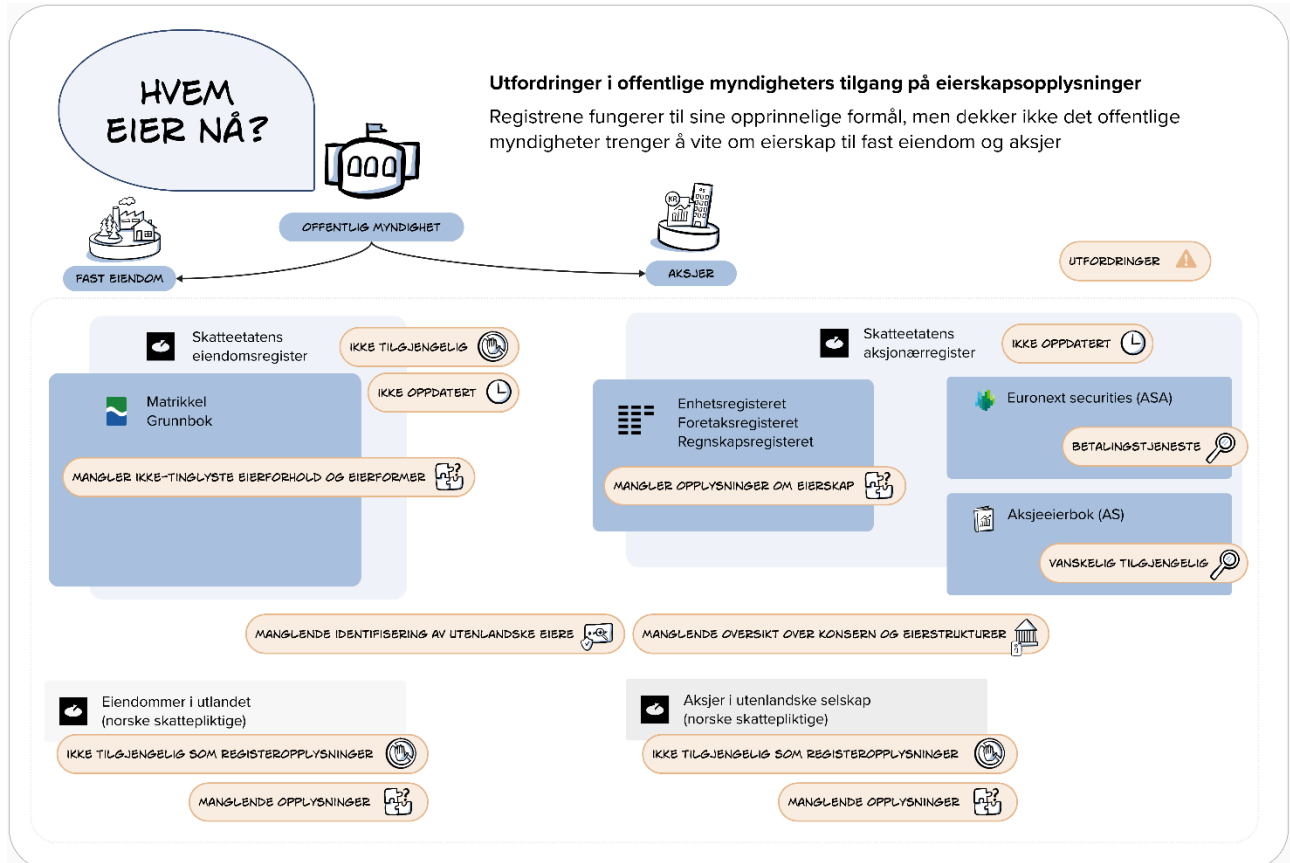 HVEM
EIER NÅ?
Utfordringer i offentlige myndigheters tilgang på eierskapsopplysninger
Registrene fungerer til sine opprinnelige formål, men dekker ikke det offentlige
myndigheter trenger å vite om eierskap til fast eiendom og aksjer
OFFENTLIG MYNDIGHET
KR
FAST EIENDOM
AKSJER
UTFORDRINGER
Skatteetatens
eiendomsregister
IKKE TILGJENGELIG
IKKE OPPDATERT
Matrikkel
Grunnbok
MANGLER IKKE-TINGLYSTE EIERFORHOLD OG EIERFORMER
Skatteetatens
aksjonærregister
IKKE OPPDATERT
Enhetsregisteret
Foretaksregisteret
Regnskapsregisteret
MANGLER OPPLYSNINGER OM EIERSKAP
Euronext securities (ASA)
BETALINGSTJENESTE
Aksjeeierbok (AS)
VANSKELIG TILGJENGELIG
MANGLENDE IDENTIFISERING AV UTENLANDSKE EIERE
MANGLENDE OVERSIKT OVER KONSERN OG EIERSTRUKTURER
Eiendommer i utlandet
(norske skattepliktige)
IKKE TILGJENGELIG SOM REGISTEROPPLYSNINGER
MANGLENDE OPPLYSNINGER
Aksjer i utenlandske selskap
(norske skattepliktige)
IKKE TILGJENGELIG SOM REGISTEROPPLYSNINGER
MANGLENDE OPPLYSNINGER